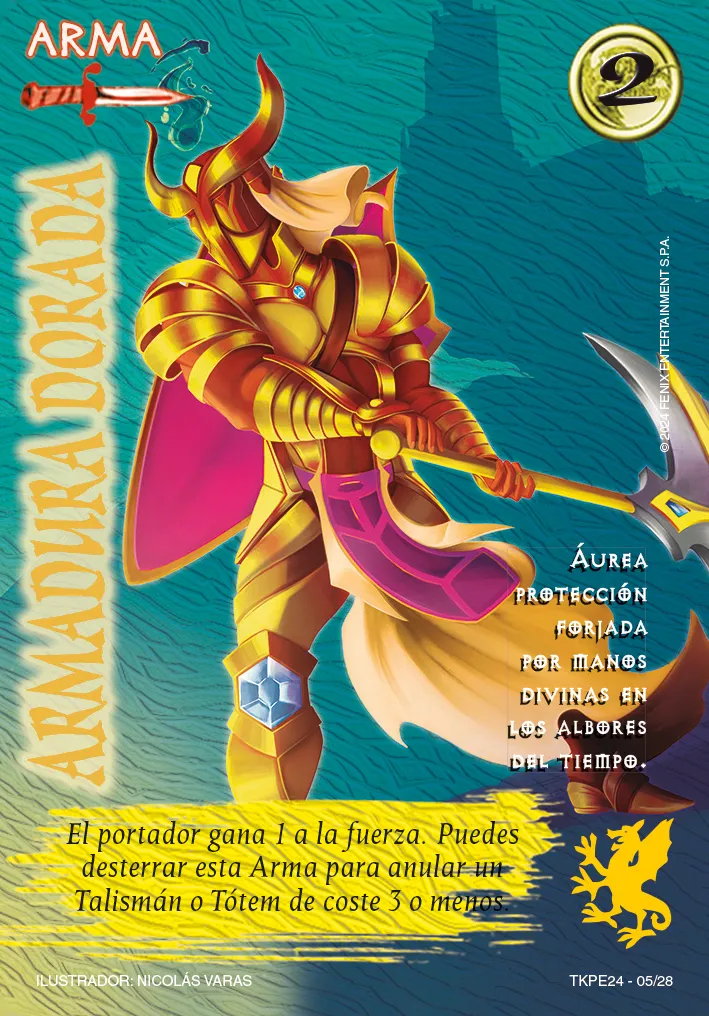 ARMA
2
ARMADURA DORADA
© 2024 FENIX ENTERTAINMENT S.P.A.
ÁUREA
PROTECCIÓN
FORJADA
POR MANOS
DIVINAS EN
LOS ALBORES
DEL TIEMPO.
El portador gana 1 a la fuerza. Puedes
desterrar esta Arma para anular un
Talismán o Tótem de coste 3 o menos.
ILUSTRADOR: NICOLÁS VARAS
TKPE24 - 05/28